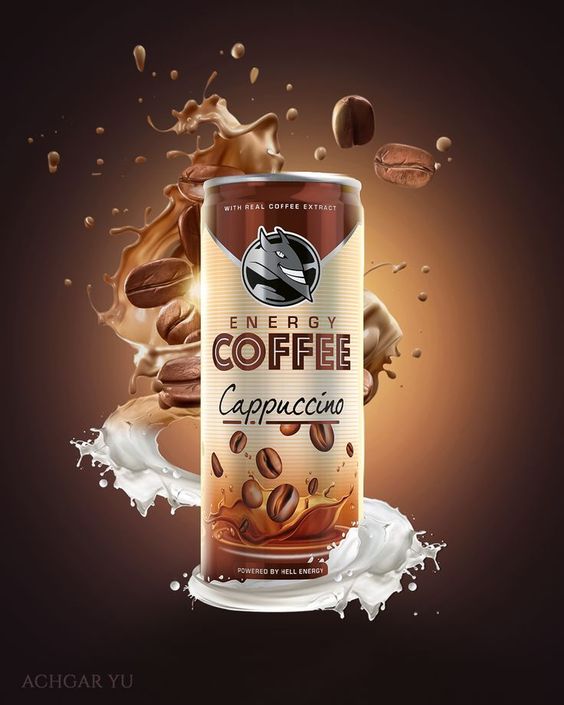 WITH REAL COFFEE EXTRACT
ENERGY
COFFEE
Cappuccino
POWERED BY HELL ENERGY
ACHGAR YU